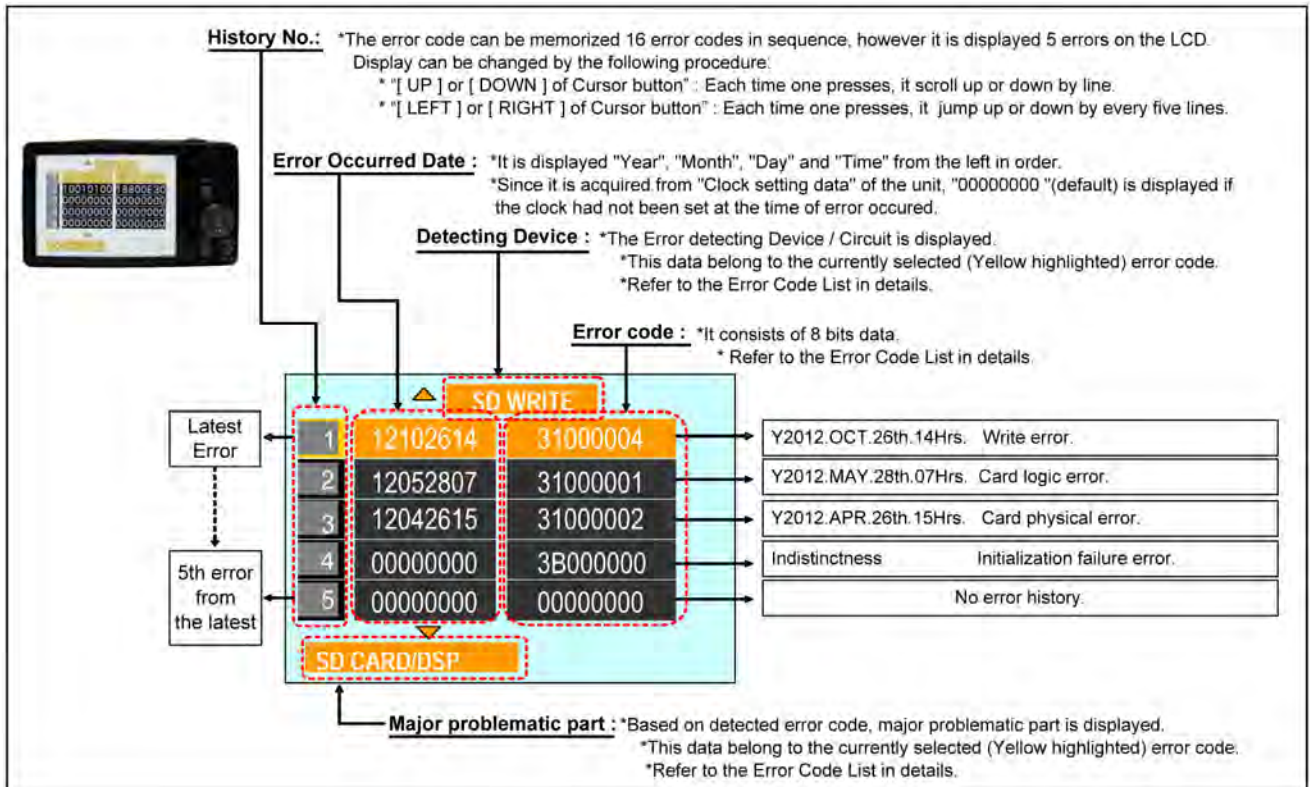 History No.: *The error code can be memorized 16 error codes in sequence, however it is displayed 5 errors on the LCD.
Display can be changed by the following procedure:
* "[ UP ] or [ DOWN ] of Cursor button" : Each time one presses, it scroll up or down by line.
* "[ LEFT ] or [ RIGHT ] of Cursor button" : Each time one presses, it jump up or down by every five lines.
Error Occurred Date : *It is displayed "Year", "Month", "Day" and "Time" from the left in order.
*Since it is acquired from "Clock setting data" of the unit, "00000000 "(default) is displayed if
the clock had not been set at the time of error occured.
10010100 18800E30
00000000 00000000
00000000 00000000
00000000 00000000
Detecting Device : *The Error detecting Device / Circuit is displayed.
*This data belong to the currently selected (Yellow highlighted) error code.
*Refer to the Error Code List in details.
Error code : *It consists of 8 bits data.
* Refer to the Error Code List in details
SD WRITE
Latest
Error
1 12102614 31000004 Y2012.OCT.26th.14Hrs. Write error.
2 12052807 31000001 Y2012.MAY.28th.07Hrs. Card logic error.
3 12042615 31000002 Y2012.APR.26th.15Hrs. Card physical error.
4 00000000 3B000000 Indistinctness Initialization failure error.
5 00000000 00000000 No error history.
5th error
from
the latest
SD CARD/DSP
Major problematic part : *Based on detected error code, major problematic part is displayed.
*This data belong to the currently selected (Yellow highlighted) error code.
*Refer to the Error Code List in details.